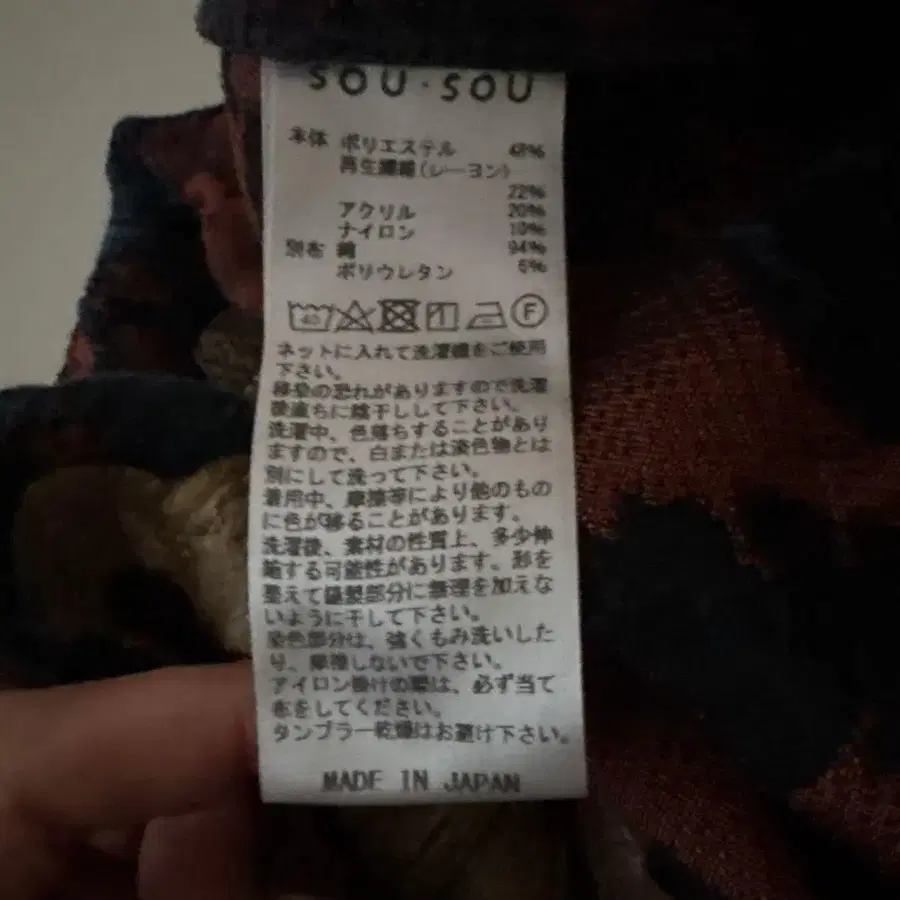 SOU・SOU
本体 ポリエステル 48%
再生繊維(レーヨン)
22%
アクリル 20%
ナイロン 10%
別布 綿 94%
ポリウレタン 6%
40 F
ネットに入れて洗濯機をご使用
下さい。
移染の恐れがありますので洗濯
後直ちに陰干しして下さい。
洗濯中、色落ちすることがあり
ますので、白または淡色物とは
別にして洗って下さい。
着用中、摩擦等により他のもの
に色が移ることがあります。
洗濯後、素材の性質上、多少伸
縮する可能性があります。形を
整えて縫製部分に無理を加えな
いように干して下さい。
染色部分は、強くもみ洗いした
り、摩擦しないで下さい。
アイロン掛けの際は、必ず当て
布をしてください。
タンブラー乾燥はお避け下さい。
MADE IN JAPAN